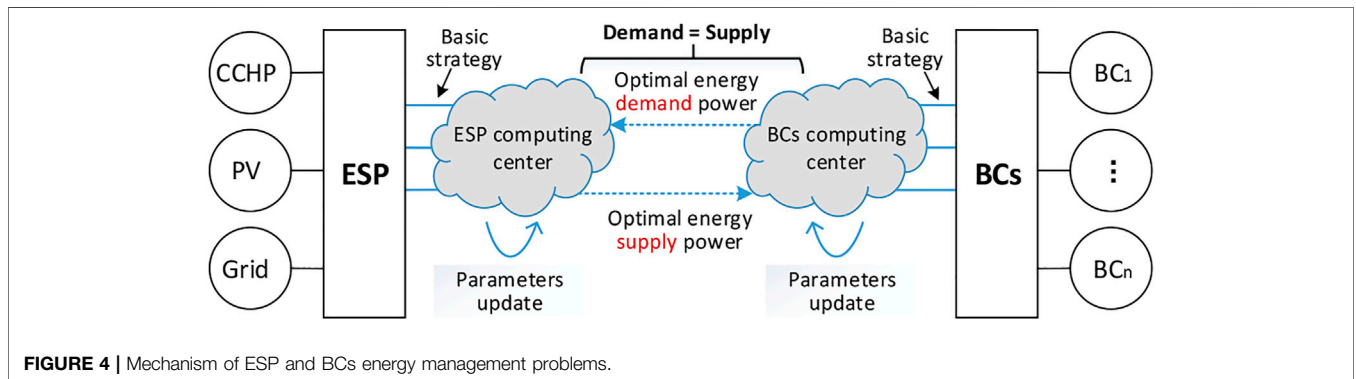 CCHP
PV
Grid
ESP
Basic
strategy
ESP computing
center
Parameters
update
Demand = Supply
Optimal energy
demand power
Optimal energy
supply power
Basic
strategy
BCs computing
center
Parameters
update
BCs
BC1
⋮
BCn
FIGURE 4 | Mechanism of ESP and BCs energy management problems.